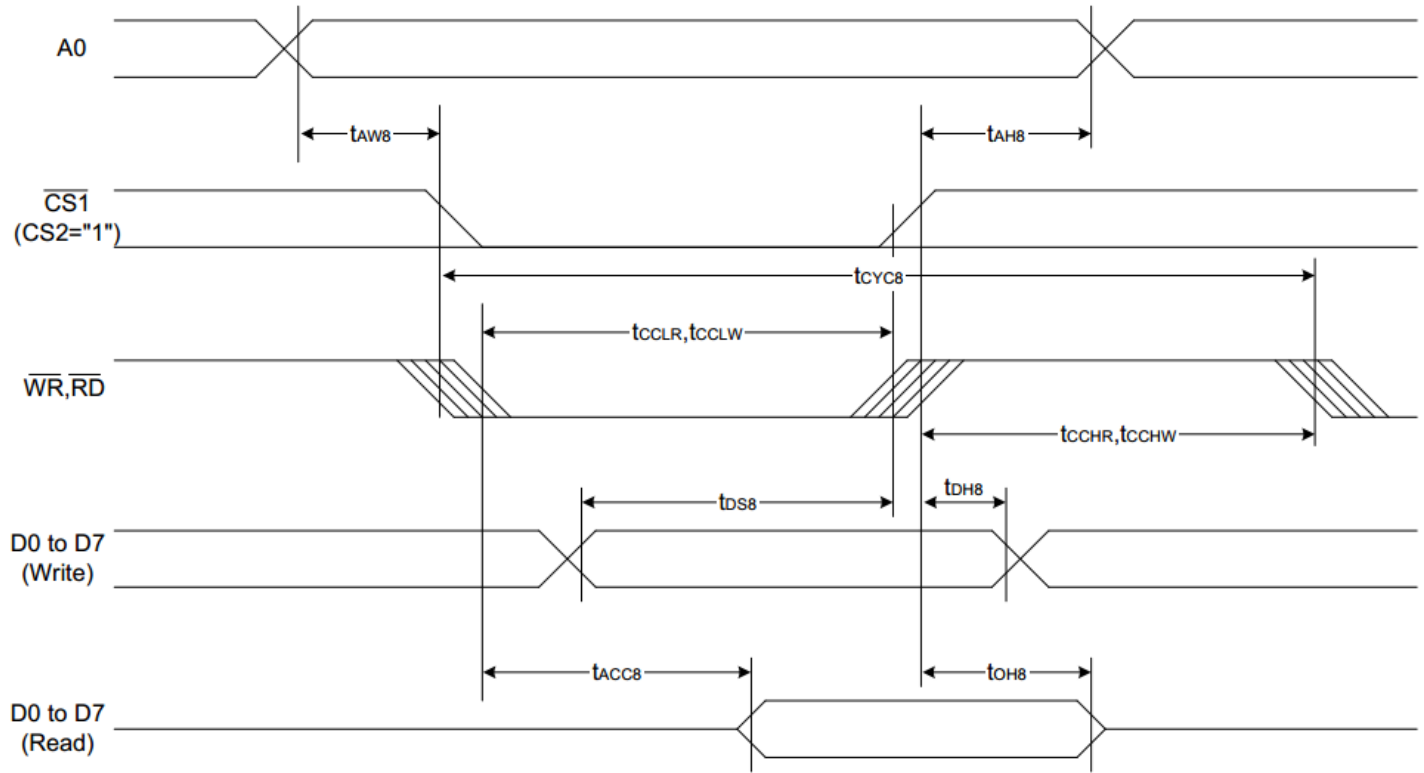 A0
tAW8
tAH8
CS1
(CS2="1")
tCYC8
tCCLR,tCCLW
WR,RD
tCCHR,tCCHW
tDS8
tDH8
D0 to D7
(Write)
tACC8
tOH8
D0 to D7
(Read)